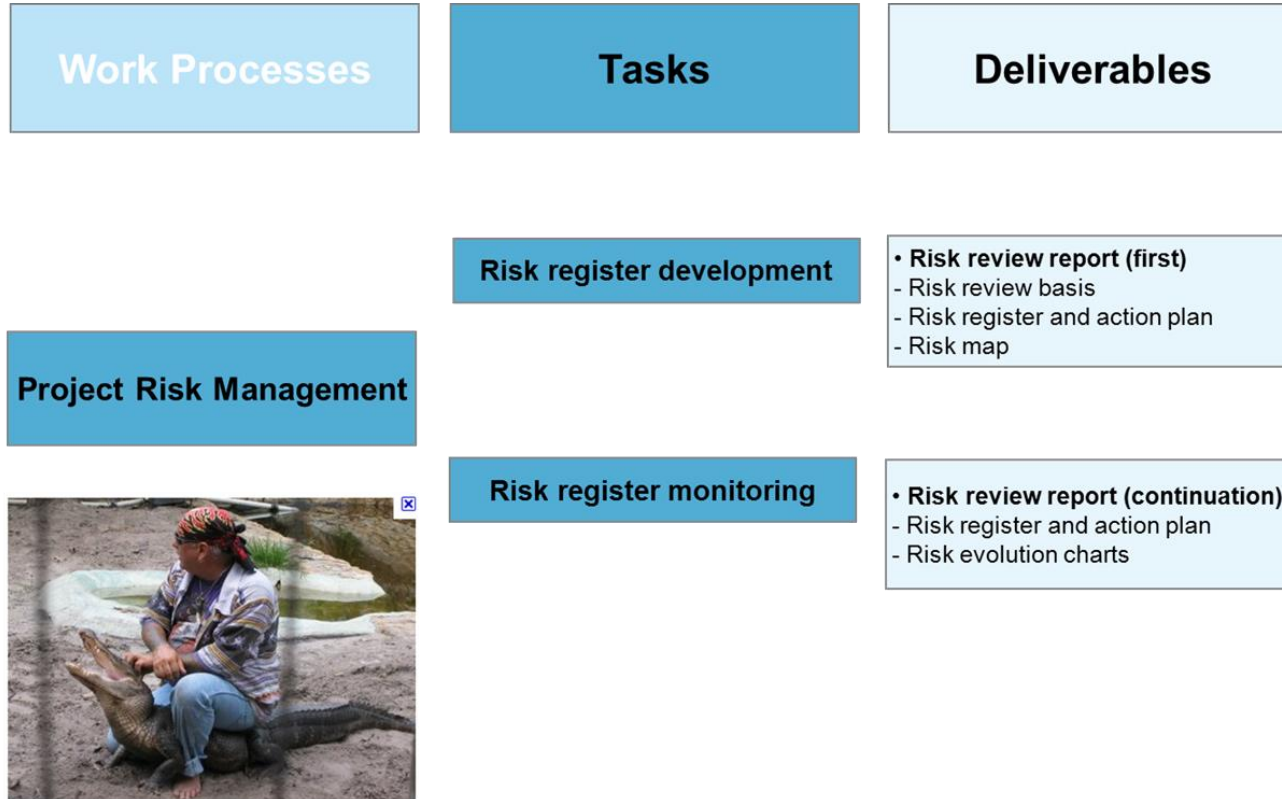 Work Processes
Tasks
Deliverables
Risk register development
• Risk review report (first)
- Risk review basis
- Risk register and action plan
- Risk map
Project Risk Management
Risk register monitoring
• Risk review report (continuation)
- Risk register and action plan
- Risk evolution charts